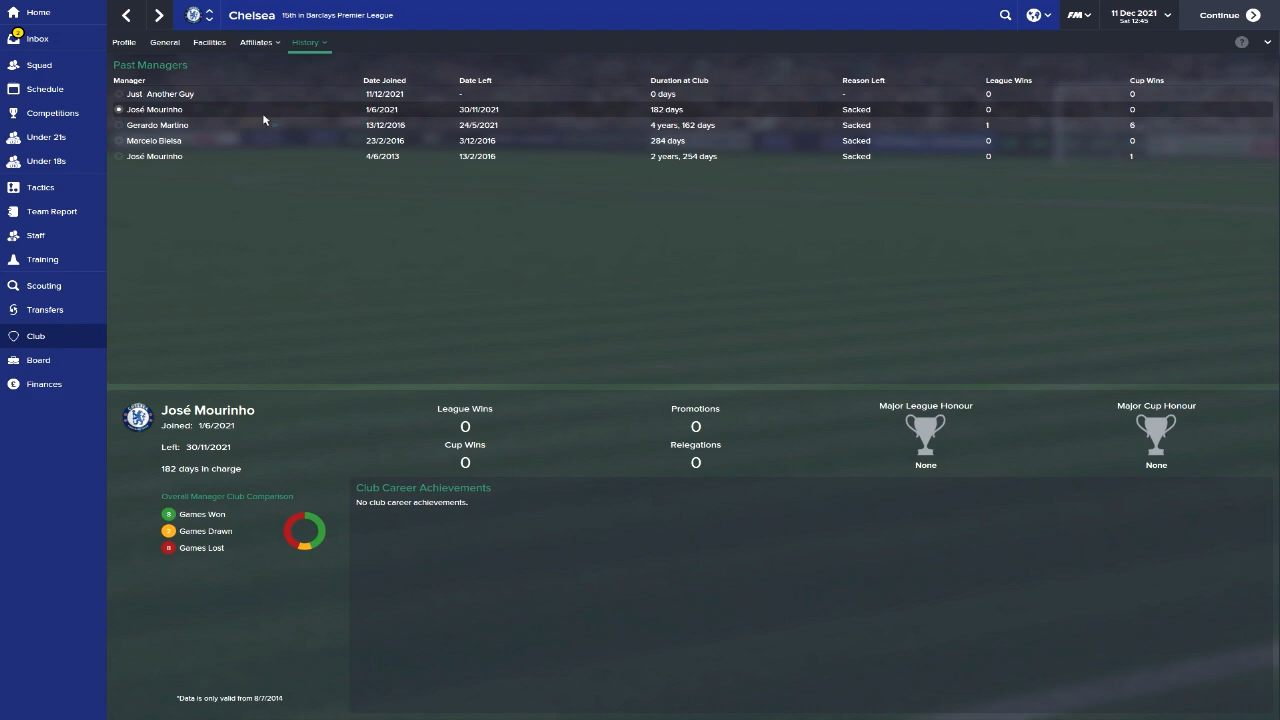 Home
Chelsea 15th in Barclays Premier League
FM
11 Dec 2021
Sat 12:45
Continue
2
Inbox
Profile General Facilities Affiliates History
?
Squad
Schedule
Competitions
Under 21s
Under 18s
Tactics
Team Report
Staff
Training
Scouting
Transfers
Club
Board
Finances
Past Managers
Manager Date Joined Date Left Duration at Club Reason Left League Wins Cup Wins
Just Another Guy 11/12/2021 - 0 days - 0 0
José Mourinho 1/6/2021 30/11/2021 182 days Sacked 0 0
Gerardo Martino 13/12/2016 24/5/2021 4 years, 162 days Sacked 1 6
Marcelo Bielsa 23/2/2016 3/12/2016 284 days Sacked 0 0
José Mourinho 4/6/2013 13/2/2016 2 years, 254 days Sacked 0 1
José Mourinho
Joined: 1/6/2021
Left: 30/11/2021
182 days in charge
League Wins
0
Cup Wins
0
Promotions
0
Relegations
0
Major League Honour
None
Major Cup Honour
None
Overall Manager Club Comparison
8 Games Won
2 Games Drawn
8 Games Lost
Club Career Achievements
No club career achievements.
*Data is only valid from 8/7/2014